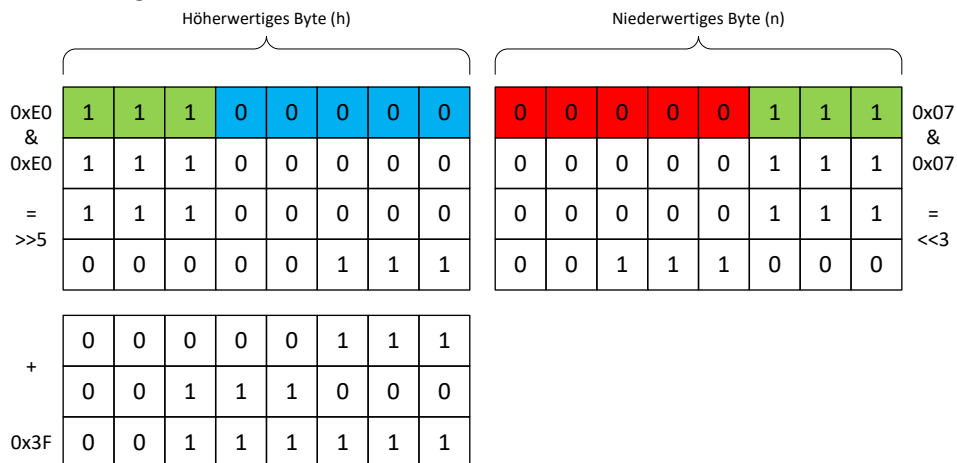 Höherwertiges Byte (h) Niederwertiges Byte (n)
0xE0 1 1 1 0 0 0 0 0 0 0 0 0 0 1 1 1 0x07
& &
0xE0 1 1 1 0 0 0 0 0 0 0 0 0 0 1 1 1 0x07
= 1 1 1 0 0 0 0 0 0 0 0 0 0 1 1 1 =
>>5 <<3
0 0 0 0 0 1 1 1 0 0 1 1 1 0 0 0
0 0 0 0 0 1 1 1
+
0 0 1 1 1 0 0 0
0x3F 0 0 1 1 1 1 1 1